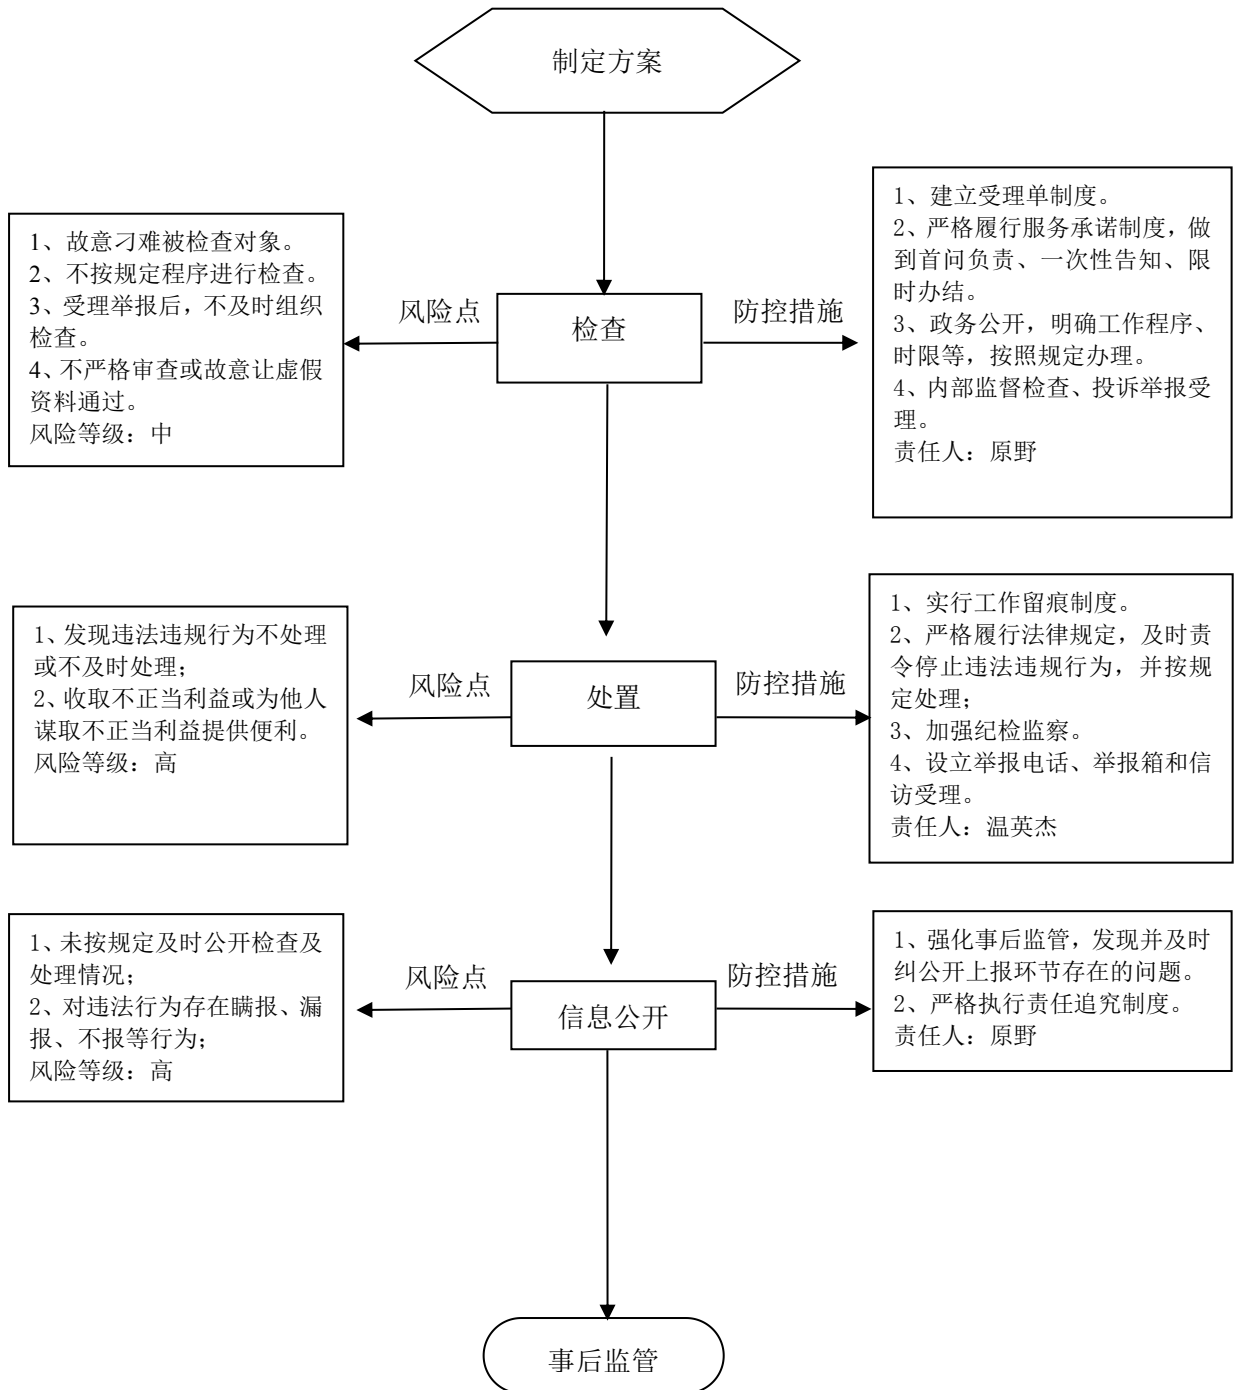 制定方案
1、故意刁难被检查对象。
2、不按规定程序进行检查。
3、受理举报后，不及时组织
检查。
4、不严格审查或故意让虚假
资料通过。
风险等级：中
风险点
检查
防控措施
1、建立受理单制度。
2、严格履行服务承诺制度，做
到首问负责、一次性告知、限
时办结。
3、政务公开，明确工作程序、
时限等，按照规定办理。
4、内部监督检查、投诉举报受
理。
责任人：原野
1、发现违法违规行为不处理
或不及时处理；
2、收取不正当利益或为他人
谋取不正当利益提供便利。
风险等级：高
风险点
处置
防控措施
1、实行工作留痕制度。
2、严格履行法律规定，及时责
令停止违法违规行为，并按规
定处理；
3、加强纪检监察。
4、设立举报电话、举报箱和信
访受理。
责任人：温英杰
1、未按规定及时公开检查及
处理情况；
2、对违法行为存在瞒报、漏
报、不报等行为；
风险等级：高
风险点
信息公开
防控措施
1、强化事后监管，发现并及时
纠公开上报环节存在的问题。
2、严格执行责任追究制度。
责任人：原野
事后监管